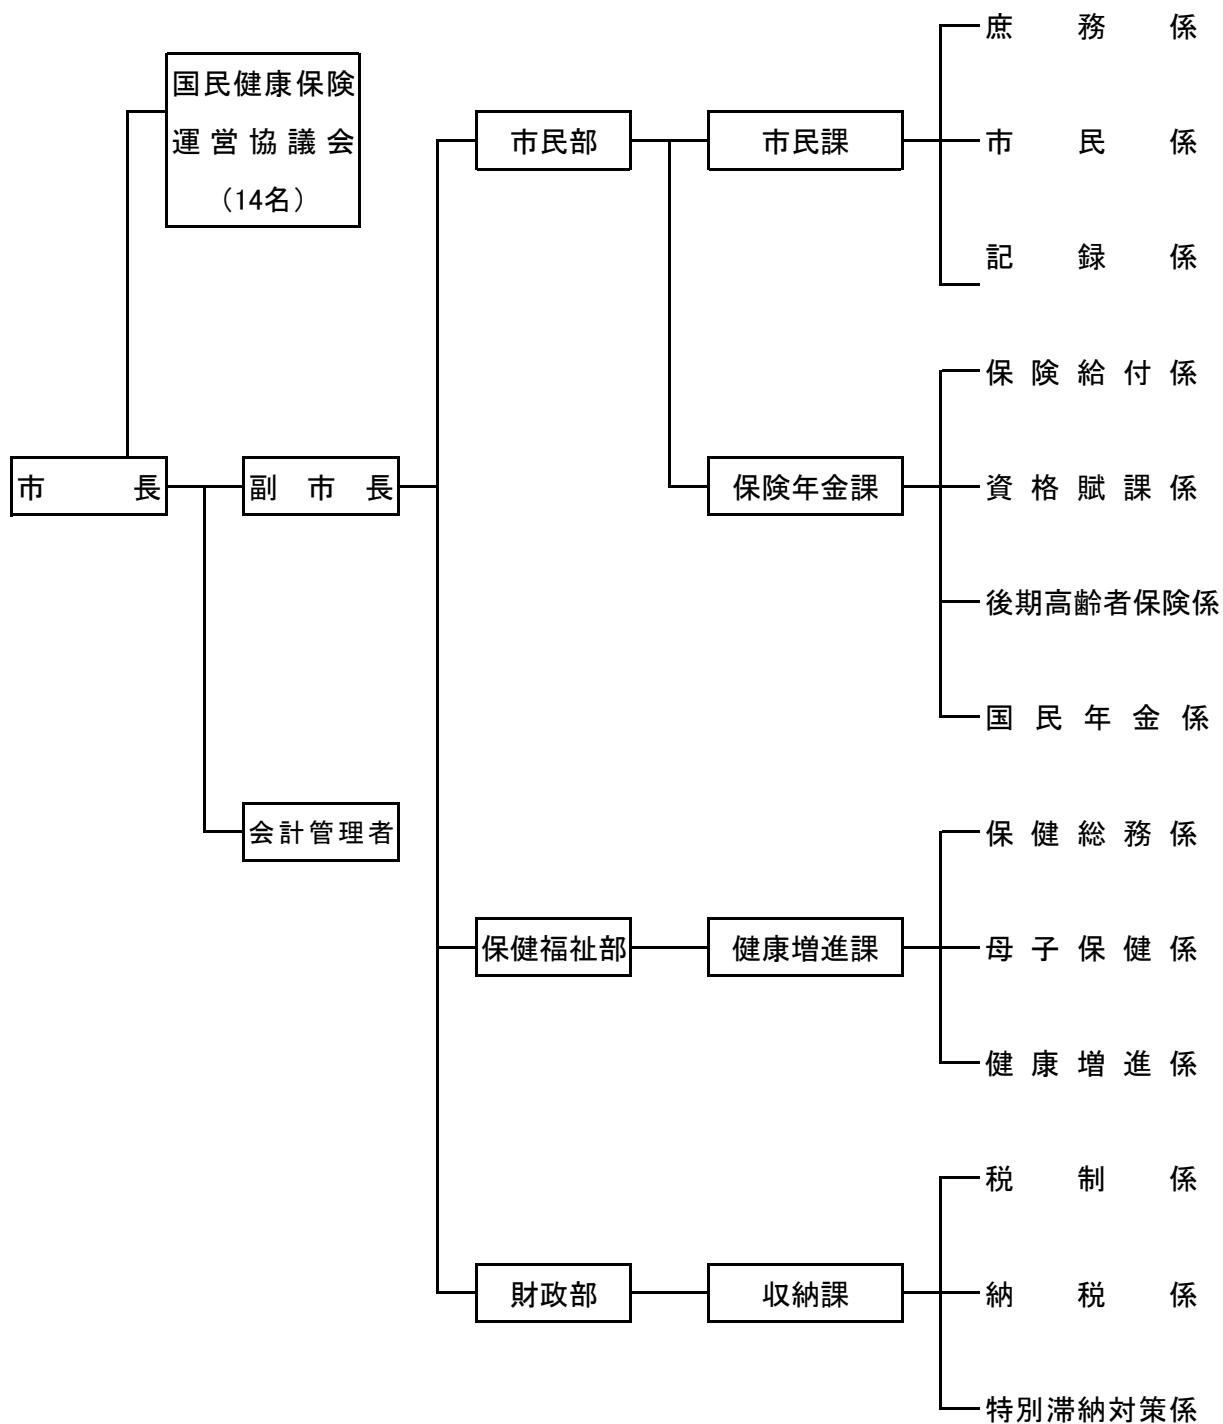 国民健康保険
運営協議会
（14名）
市長
副市長
会計管理者
市民部
市民課
庶務係
市民係
記録係
保険年金課
保険給付係
資格賦課係
後期高齢者保険係
国民年金係
保健福祉部
健康増進課
保健総務係
母子保健係
健康増進係
財政部
収納課
税制係
納税係
特別滞納対策係